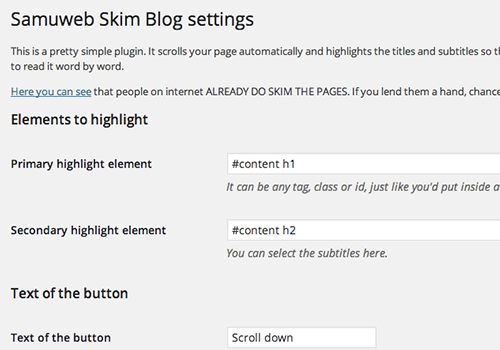 Samuweb Skim Blog settings
This is a pretty simple plugin. It scrolls your page automatically and highlights the titles and subtitles so th
to read it word by word.
Here you can see that people on internet ALREADY DO SKIM THE PAGES. If you lend them a hand, chance
Elements to highlight
Primary highlight element
#content h1
It can be any tag, class or id, just like you'd put inside a
Secondary highlight element
#content h2
You can select the subtitles here.
Text of the button
Text of the button
Scroll down